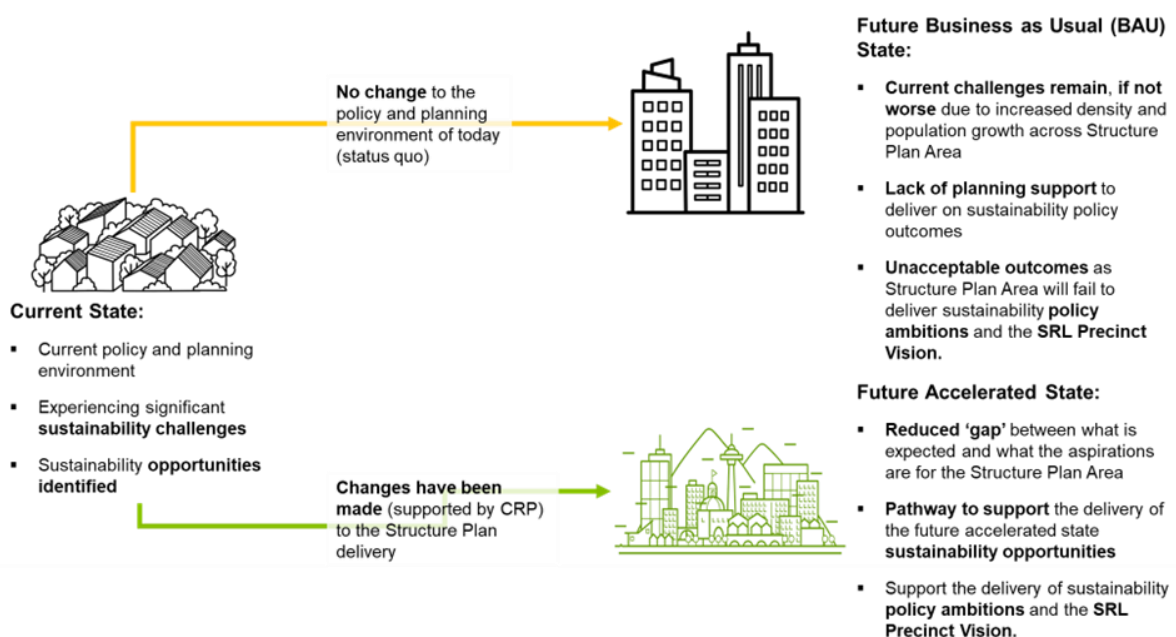 Current State:
▪ Current policy and planning
environment
▪ Experiencing significant
sustainability challenges
▪ Sustainability opportunities
identified
No change to the
policy and planning
environment of today
(status quo)
Changes have been
made (supported by CRP)
to the Structure Plan
delivery
Future Business as Usual (BAU)
State:
▪ Current challenges remain, if not
worse due to increased density and
population growth across Structure
Plan Area
▪ Lack of planning support to
deliver on sustainability policy
outcomes
▪ Unacceptable outcomes as
Structure Plan Area will fail to
deliver sustainability policy
ambitions and the SRL Precinct
Vision.
Future Accelerated State:
▪ Reduced ‘gap’ between what is
expected and what the aspirations
are for the Structure Plan Area
▪ Pathway to support the delivery of
the future accelerated state
sustainability opportunities
▪ Support the delivery of sustainability
policy ambitions and the SRL
Precinct Vision.